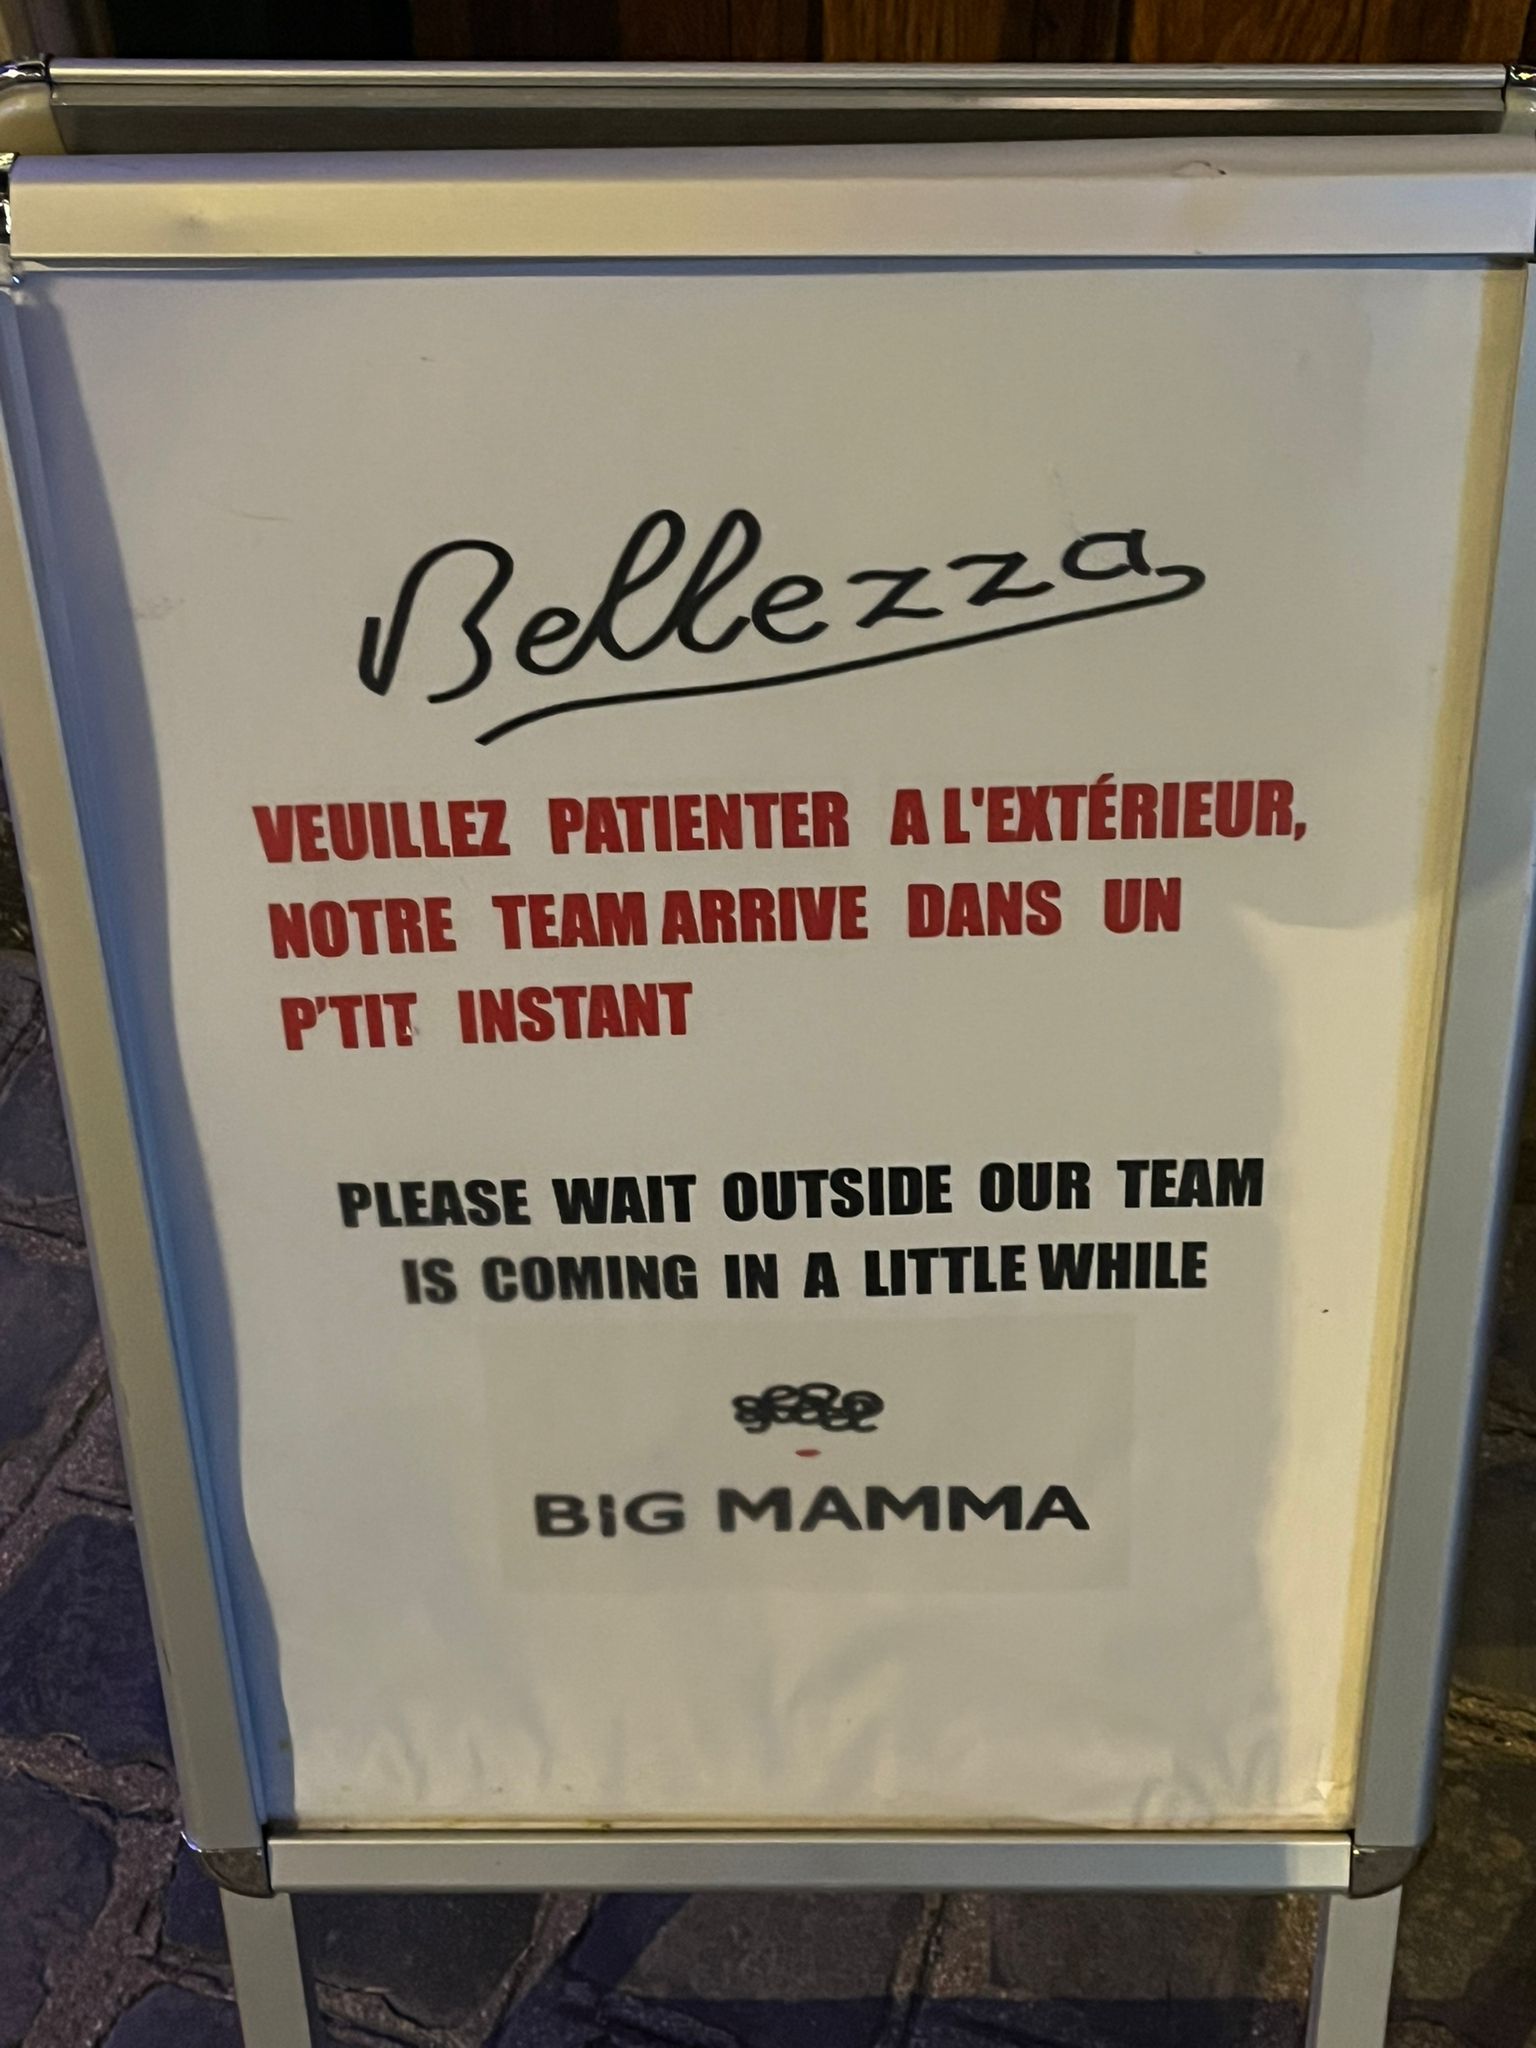 Bellezza
VEUILLEZ PATIENTER A L'EXTÉRIEUR,
NOTRE TEAM ARRIVE DANS UN
P'TIT INSTANT
PLEASE WAIT OUTSIDE OUR TEAM
IS COMING IN A LITTLE WHILE
BiG MAMMA